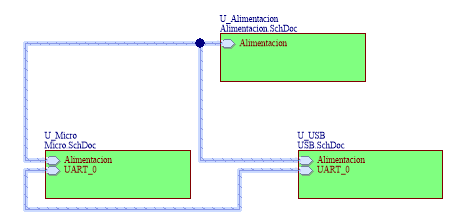 U_Alimentacion
Alimentacion.SchDoc
Alimentacion
U_Micro
Micro.SchDoc
Alimentacion
UART_0
U_USB
USB.SchDoc
Alimentacion
UART_0